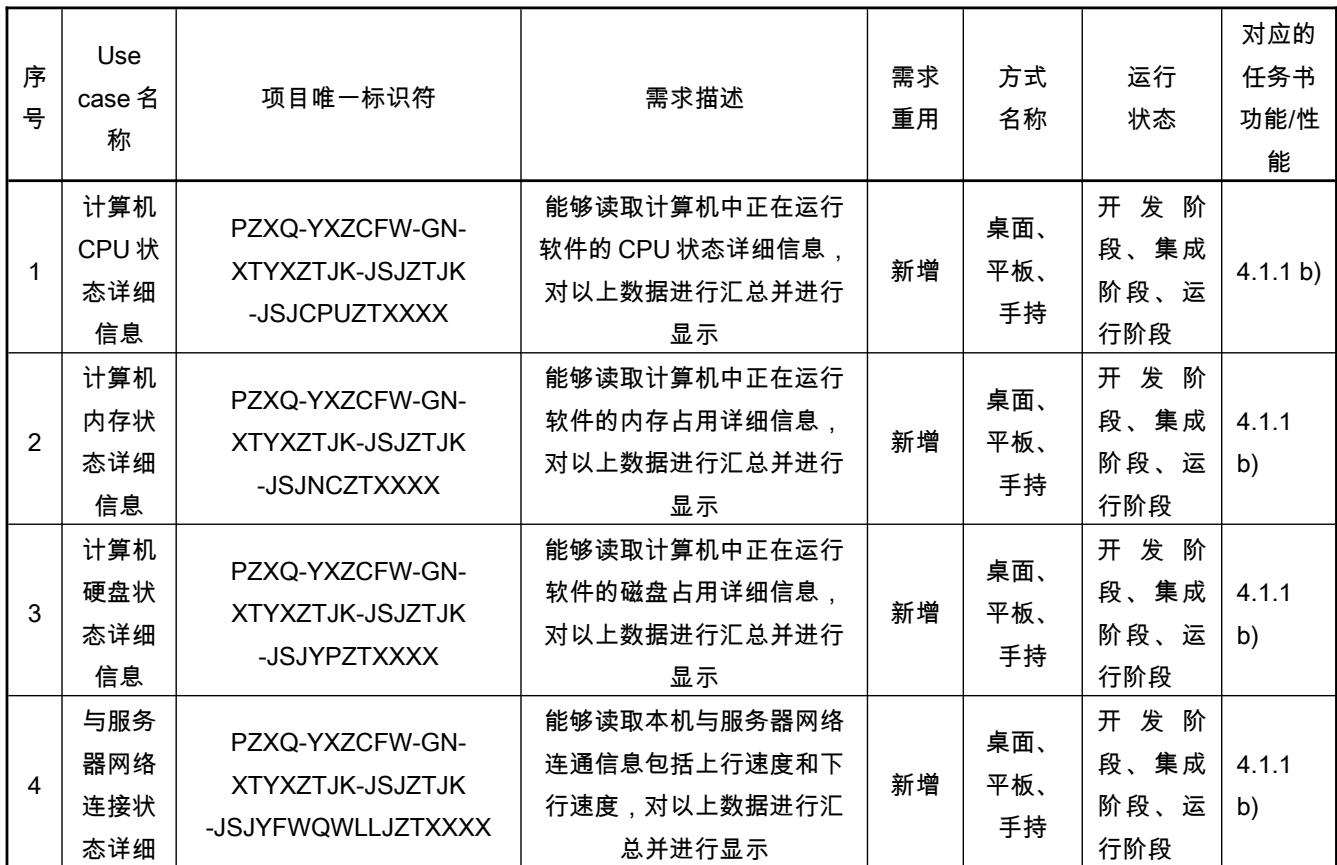 序号
Use case 名称
项目唯一标识符
需求描述
需求重用
方式名称
运行状态
对应的任务书功能/性能
1
计算机
CPU 状
态详细
信息
PZXQ-YXZCFW-GN-
XTYXZTJK-JSJZTJK
-JSJCPUZTXXXX
能够读取计算机中正在运行
软件的 CPU 状态详细信息，
对以上数据进行汇总并进行
显示
新增
桌面、
平板、
手持
开发阶
段、集成
阶段、运
行阶段
4.1.1 b)
2
计算机
内存状
态详细
信息
PZXQ-YXZCFW-GN-
XTYXZTJK-JSJZTJK
-JSJNCZTXXXX
能够读取计算机中正在运行
软件的内存占用详细信息，
对以上数据进行汇总并进行
显示
新增
桌面、
平板、
手持
开发阶
段、集成
阶段、运
行阶段
4.1.1
b)
3
计算机
硬盘状
态详细
信息
PZXQ-YXZCFW-GN-
XTYXZTJK-JSJZTJK
-JSJYPZTXXXX
能够读取计算机中正在运行
软件的磁盘占用详细信息，
对以上数据进行汇总并进行
显示
新增
桌面、
平板、
手持
开发阶
段、集成
阶段、运
行阶段
4.1.1
b)
4
与服务
器网络
连接状
态详细
PZXQ-YXZCFW-GN-
XTYXZTJK-JSJZTJK
-JSJYFWQWLLJZTXXXX
能够读取本机与服务器网络
连通信息包括上行速度和下
行速度，对以上数据进行汇
总并进行显示
新增
桌面、
平板、
手持
开发阶
段、集成
阶段、运
行阶段
4.1.1
b)